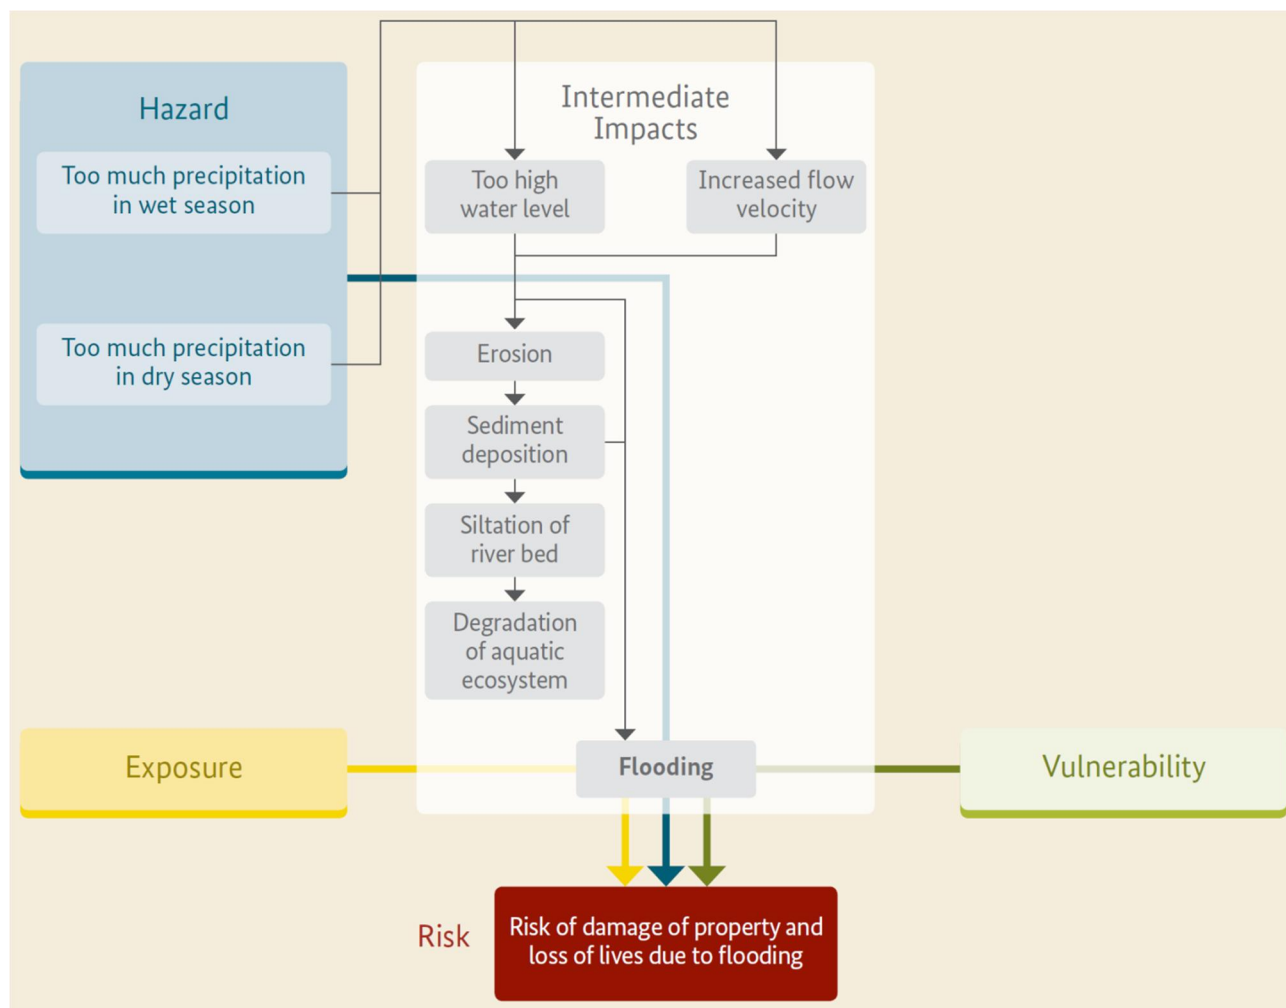 Hazard
Too much precipitation
in wet season
Too much precipitation
in dry season
Intermediate
Impacts
Too high
water level
Increased flow
velocity
Erosion
Sediment
deposition
Siltation of
river bed
Degradation
of aquatic
ecosystem
Exposure
Flooding
Vulnerability
Risk
Risk of damage of property and
loss of lives due to flooding